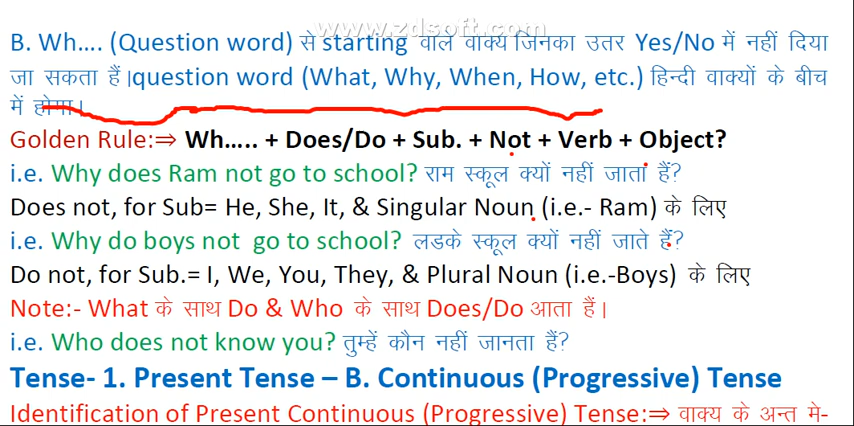 www.zdsoft.com
B. Wh.... (Question word) से starting वाले वाक्य जिनका उतर Yes/No में नहीं दिया
जा सकता हैं।question word (What, Why, When, How, etc.) हिन्दी वाक्यों के बीच
में होगा।
Golden Rule:⇒ Wh..... + Does/Do + Sub. + Not + Verb + Object?
i.e. Why does Ram not go to school? राम स्कूल क्यों नहीं जाता हैं?
Does not, for Sub= He, She, It, & Singular Noun (i.e.- Ram) के लिए
i.e. Why do boys not go to school? लडके स्कूल क्यों नहीं जाते हैं?
Do not, for Sub.= I, We, You, They, & Plural Noun (i.e.-Boys) के लिए
Note:- What के साथ Do & Who के साथ Does/Do आता हैं।
i.e. Who does not know you? तुम्हें कौन नहीं जानता हैं?
Tense- 1. Present Tense – B. Continuous (Progressive) Tense
Identification of Present Continuous (Progressive) Tense:⇒ वाक्य के अन्त मे-